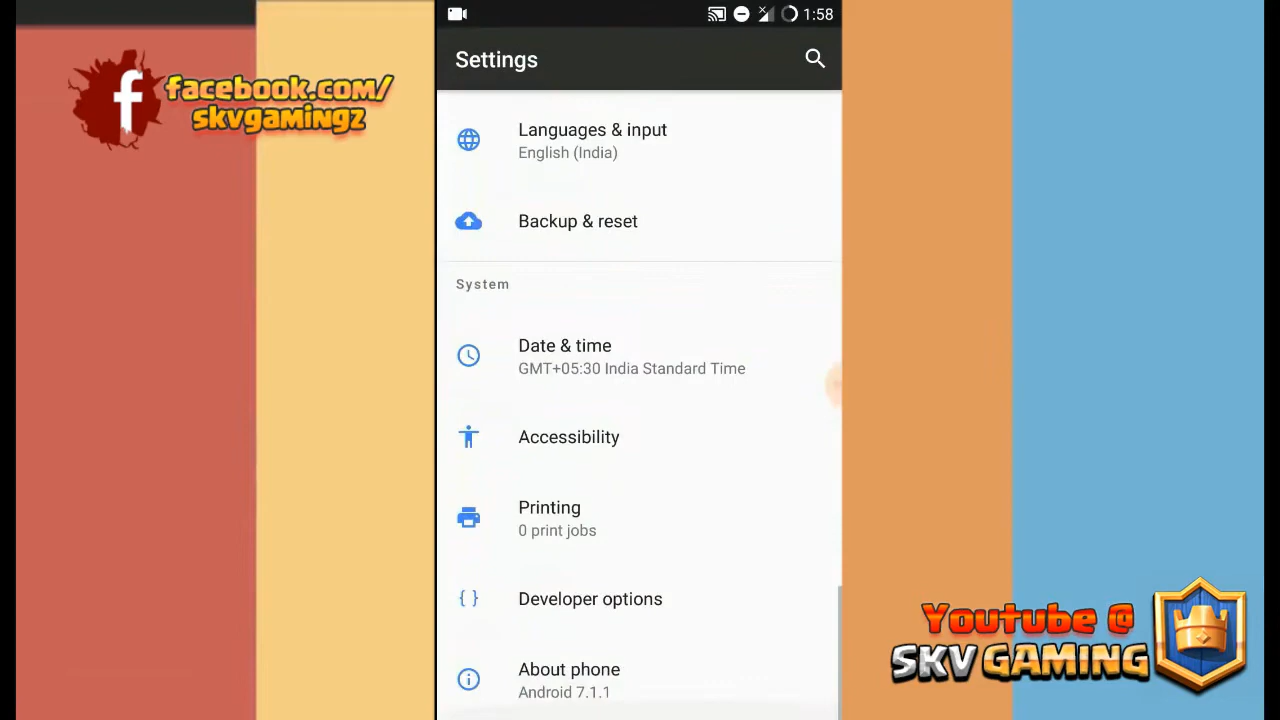 1:58
Settings
facebook.com/
skvgamingz
Languages & input
English (India)
Backup & reset
System
Date & time
GMT+05:30 India Standard Time
Accessibility
Printing
0 print jobs
Developer options
About phone
Android 7.1.1
Youtube @
SKV GAMING